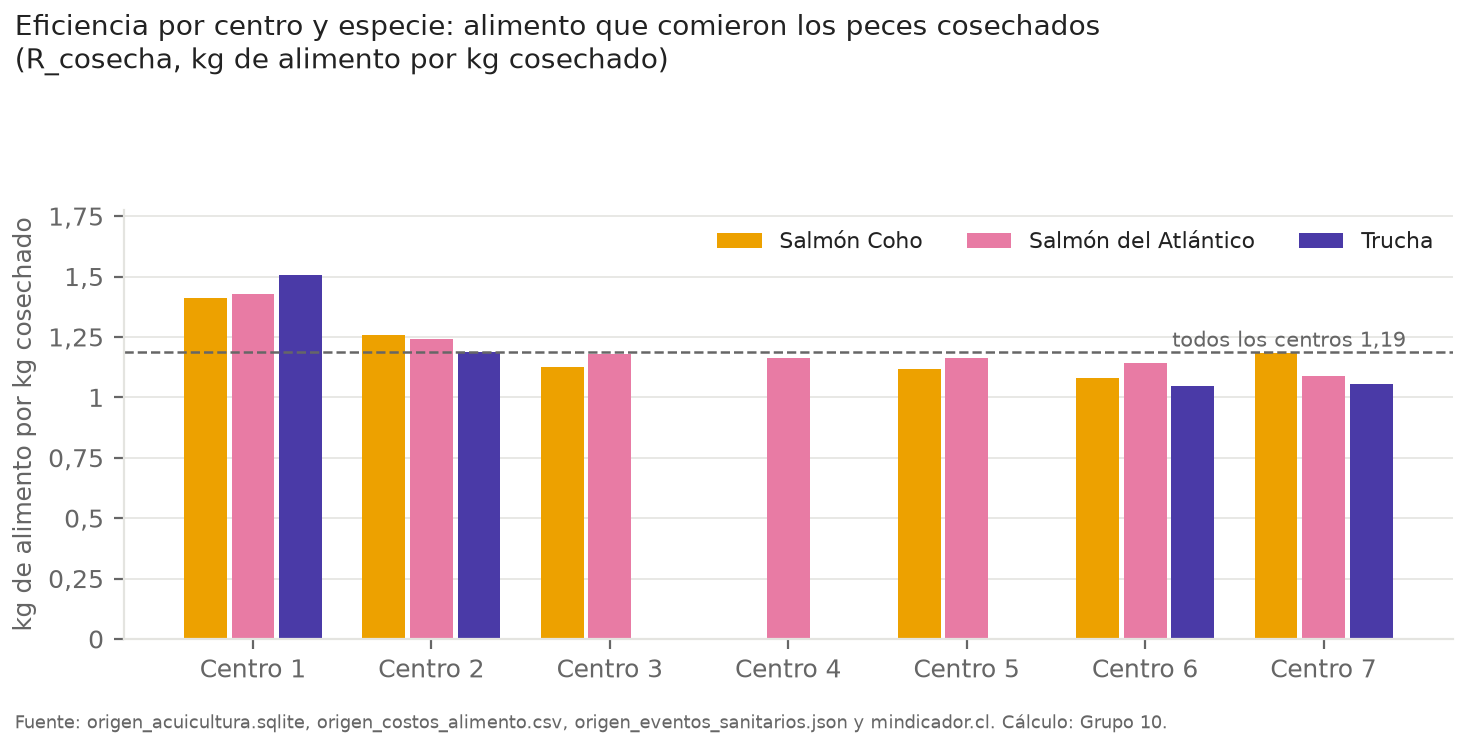 Eficiencia por centro y especie: alimento que comieron los peces cosechados
(R_cosecha, kg de alimento por kg cosechado)
kg de alimento por kg cosechado
1,75
1,5
1,25
1
0,75
0,5
0,25
0
Salmón Coho
Salmón del Atlántico
Trucha
todos los centros 1,19
Centro 1
Centro 2
Centro 3
Centro 4
Centro 5
Centro 6
Centro 7
Fuente: origen_acuicultura.sqlite, origen_costos_alimento.csv, origen_eventos_sanitarios.json y mindicador.cl. Cálculo: Grupo 10.